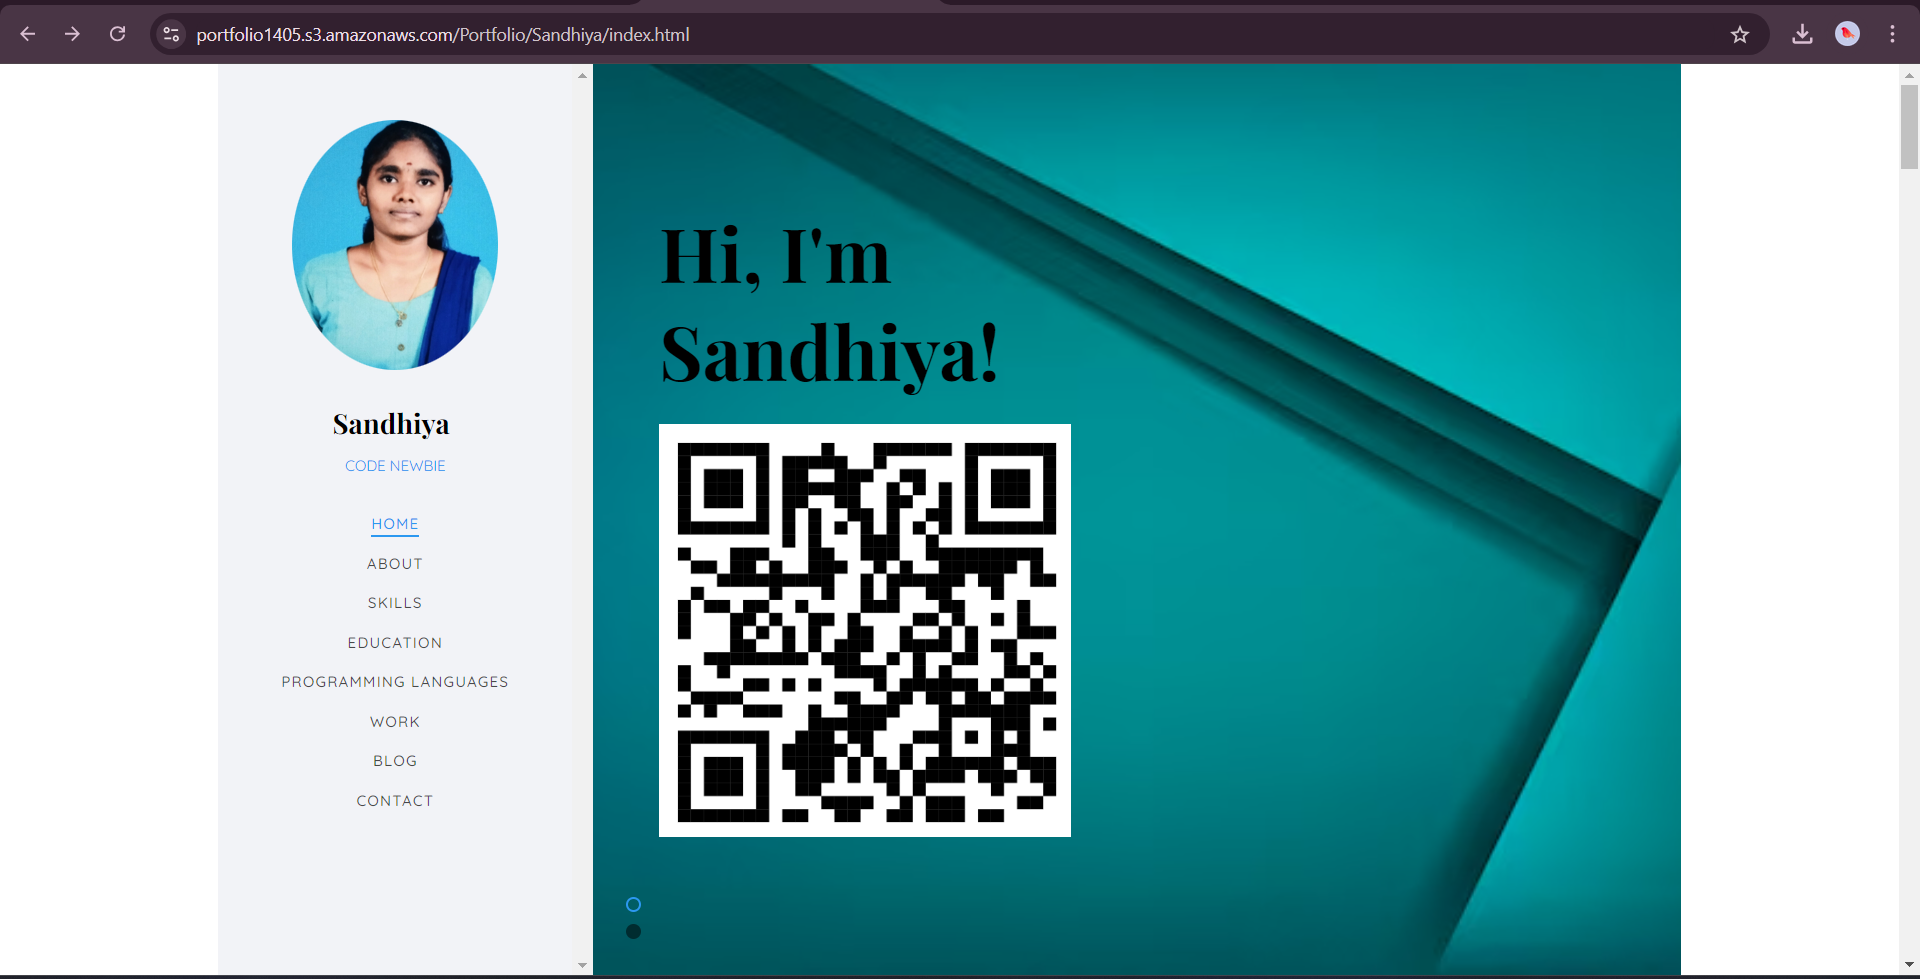 portfolio1405.s3.amazonaws.com/Portfolio/Sandhiya/index.html
Sandhiya
CODE NEWBIE
HOME
ABOUT
SKILLS
EDUCATION
PROGRAMMING LANGUAGES
WORK
BLOG
CONTACT
Hi, I'm
Sandhiya!